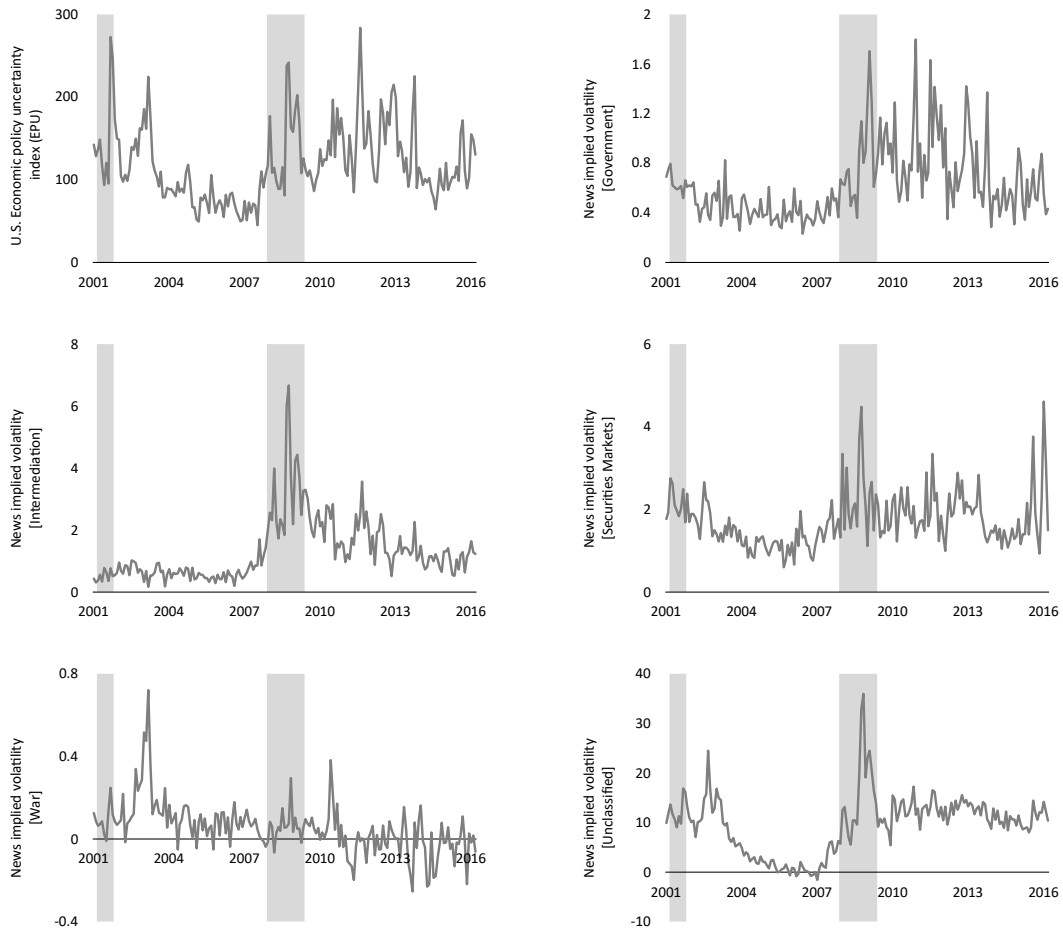 U.S. Economic policy uncertainty
index (EPU)
300
200
100
0
2001 2004 2007 2010 2013 2016
News implied volatility
[Government]
2
1.6
1.2
0.8
0.4
0
2001 2004 2007 2010 2013 2016
News implied volatility
[Intermediation]
8
6
4
2
0
2001 2004 2007 2010 2013 2016
News implied volatility
[Securities Markets]
6
4
2
0
2001 2004 2007 2010 2013 2016
News implied volatility
[War]
0.8
0.4
0
-0.4
2001 2004 2007 2010 2013 2016
News implied volatility
[Unclassified]
40
30
20
10
0
-10
2001 2004 2007 2010 2013 2016